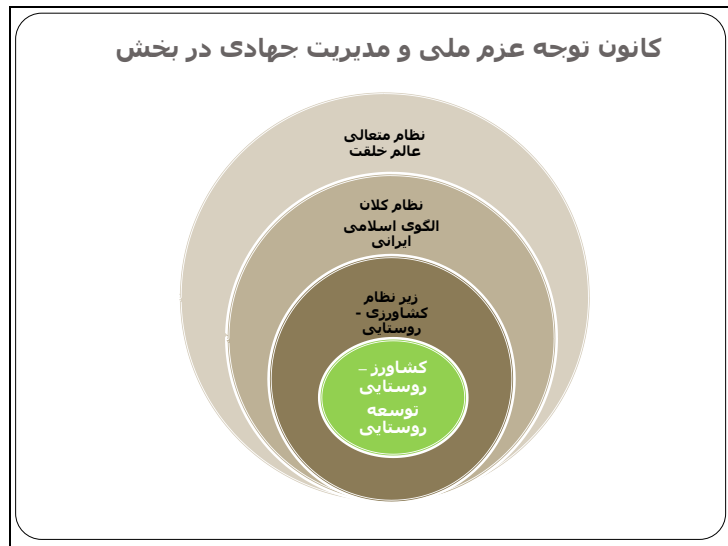 کانون توجه عزم ملی و مدیریت جهادی در بخش
نظام متعالی
عالم خلقت
نظام کلان
الگوی اسلامی
ایرانی
زیر نظام
کشاورزی -
روستایی
کشاورز –
روستایی
توسعه
روستایی